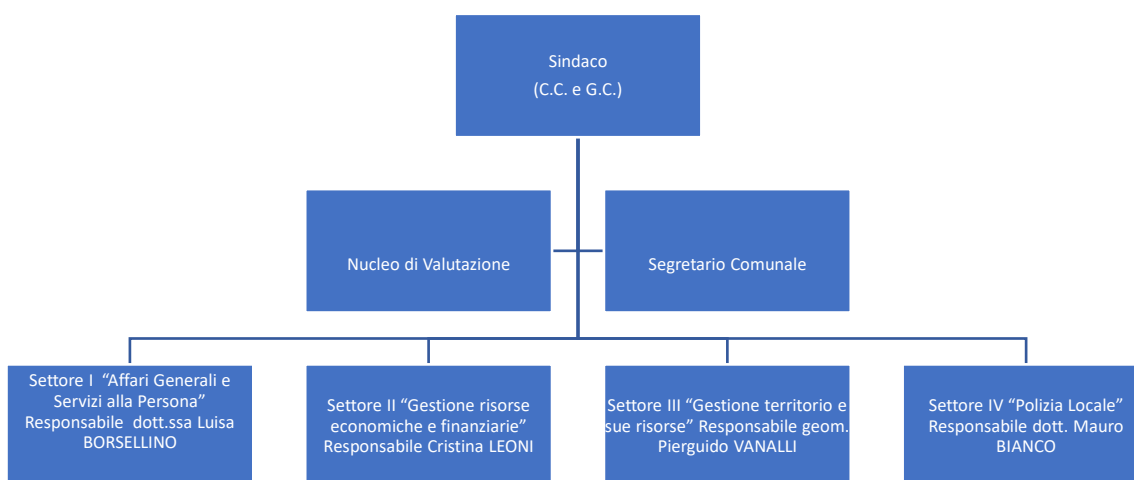 Sindaco
(C.C. e G.C.)
Nucleo di Valutazione
Segretario Comunale
Settore I “Affari Generali e
Servizi alla Persona”
Responsabile dott.ssa Luisa
BORSELLINO
Settore II “Gestione risorse
economiche e finanziarie”
Responsabile Cristina LEONI
Settore III “Gestione territorio e
sue risorse” Responsabile geom.
Pierguido VANALLI
Settore IV “Polizia Locale”
Responsabile dott. Mauro
BIANCO